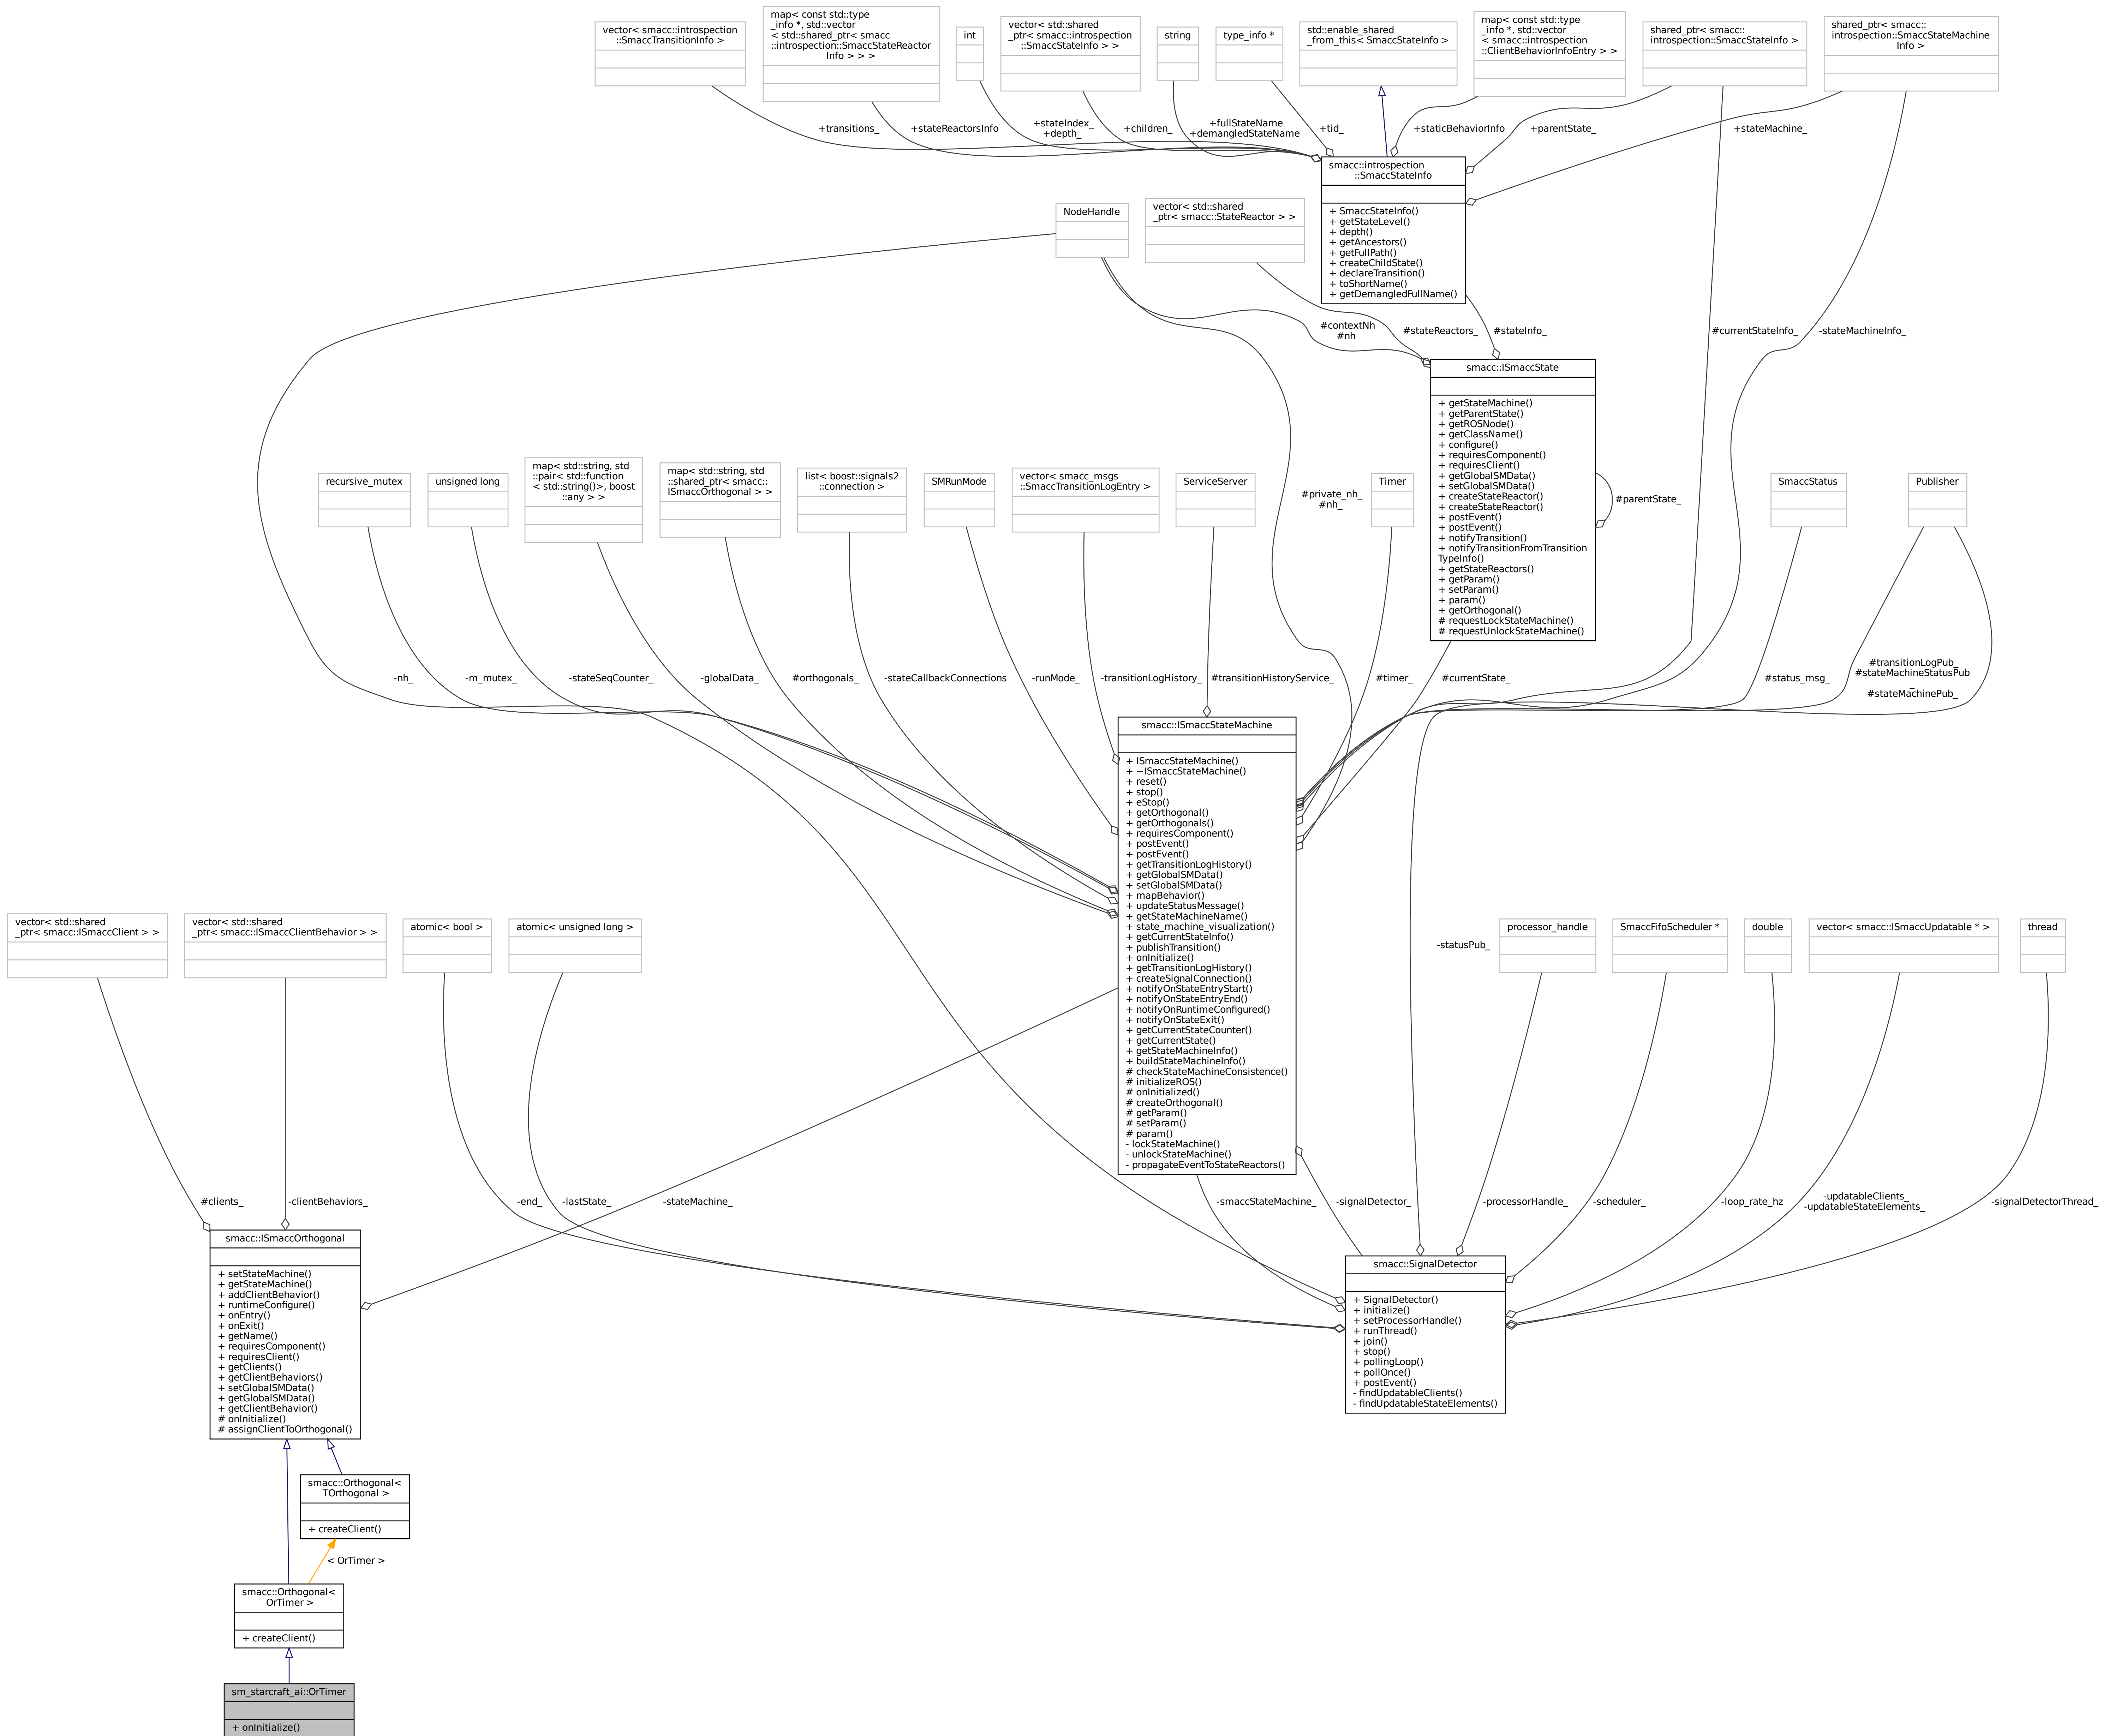 vector< smacc::introspection
::SmaccTransitionInfo >
map< const std::type
_info *, std::vector
< std::shared_ptr< smacc
::introspection::SmaccStateReactor
Info > > >
int
vector< std::shared
_ptr< smacc::introspection
::SmaccStateInfo > >
string
type_info *
std::enable_shared
_from_this< SmaccStateInfo >
map< const std::type
_info *, std::vector
< smacc::introspection
::ClientBehaviorInfoEntry > >
shared_ptr< smacc::
introspection::SmaccStateInfo >
shared_ptr< smacc::
introspection::SmaccStateMachine
Info >
+transitions_
+stateReactorsInfo
+stateIndex_
+depth_
+children_
+fullStateName
+demangledStateName
+tid_
+staticBehaviorInfo
+parentState_
+stateMachine_
smacc::introspection
::SmaccStateInfo
+ SmaccStateInfo()
+ getStateLevel()
+ depth()
+ getAncestors()
+ getFullPath()
+ createChildState()
+ declareTransition()
+ toShortName()
+ getDemangledFullName()
NodeHandle
vector< std::shared
_ptr< smacc::StateReactor > >
#contextNh
#nh
#stateReactors_
#stateInfo_
#currentStateInfo_
-stateMachineInfo_
smacc::ISmaccState
+ getStateMachine()
+ getParentState()
+ getROSNode()
+ getClassName()
+ configure()
+ requiresComponent()
+ requiresClient()
+ getGlobalSMData()
+ setGlobalSMData()
+ createStateReactor()
+ createStateReactor()
+ postEvent()
+ postEvent()
+ notifyTransition()
+ notifyTransitionFromTransition
TypeInfo()
+ getStateReactors()
+ getParam()
+ setParam()
+ param()
+ getOrthogonal()
# requestLockStateMachine()
# requestUnlockStateMachine()
#parentState_
recursive_mutex
unsigned long
map< std::string, std
::pair< std::function
< std::string()>, boost
::any > >
map< std::string, std
::shared_ptr< smacc::
ISmaccOrthogonal > >
list< boost::signals2
::connection >
SMRunMode
vector< smacc_msgs
::SmaccTransitionLogEntry >
ServiceServer
#private_nh_
#nh_
Timer
SmaccStatus
Publisher
-nh_
-m_mutex_
-stateSeqCounter_
-globalData_
#orthogonals_
-stateCallbackConnections
-runMode_
-transitionLogHistory_
#transitionHistoryService_
#timer_
#currentState_
#status_msg_
#transitionLogPub_
#stateMachineStatusPub
_
#stateMachinePub_
smacc::ISmaccStateMachine
+ ISmaccStateMachine()
+ ~ISmaccStateMachine()
+ reset()
+ stop()
+ eStop()
+ getOrthogonal()
+ getOrthogonals()
+ requiresComponent()
+ postEvent()
+ postEvent()
+ getTransitionLogHistory()
+ getGlobalSMData()
+ setGlobalSMData()
+ mapBehavior()
+ updateStatusMessage()
+ getStateMachineName()
+ state_machine_visualization()
+ getCurrentStateInfo()
+ publishTransition()
+ onInitialize()
+ getTransitionLogHistory()
+ createSignalConnection()
+ notifyOnStateEntryStart()
+ notifyOnStateEntryEnd()
+ notifyOnRuntimeConfigured()
+ notifyOnStateExit()
+ getCurrentStateCounter()
+ getCurrentState()
+ getStateMachineInfo()
+ buildStateMachineInfo()
# checkStateMachineConsistence()
# initializeROS()
# onInitialized()
# createOrthogonal()
# getParam()
# setParam()
# param()
- lockStateMachine()
- unlockStateMachine()
- propagateEventToStateReactors()
vector< std::shared
_ptr< smacc::ISmaccClient > >
vector< std::shared
_ptr< smacc::ISmaccClientBehavior > >
atomic< bool >
atomic< unsigned long >
-statusPub_
processor_handle
SmaccFifoScheduler *
double
vector< smacc::ISmaccUpdatable * >
thread
#clients_
-clientBehaviors_
-stateMachine_
-end_
-lastState_
-smaccStateMachine_
-signalDetector_
-processorHandle_
-scheduler_
-loop_rate_hz
-updatableClients_
-updatableStateElements_
-signalDetectorThread_
smacc::ISmaccOrthogonal
+ setStateMachine()
+ getStateMachine()
+ addClientBehavior()
+ runtimeConfigure()
+ onEntry()
+ onExit()
+ getName()
+ requiresComponent()
+ requiresClient()
+ getClients()
+ getClientBehaviors()
+ setGlobalSMData()
+ getGlobalSMData()
+ getClientBehavior()
# onInitialize()
# assignClientToOrthogonal()
smacc::SignalDetector
+ SignalDetector()
+ initialize()
+ setProcessorHandle()
+ runThread()
+ join()
+ stop()
+ pollingLoop()
+ pollOnce()
+ postEvent()
- findUpdatableClients()
- findUpdatableStateElements()
smacc::Orthogonal<
TOrthogonal >
+ createClient()
< OrTimer >
smacc::Orthogonal<
OrTimer >
+ createClient()
sm_starcraft_ai::OrTimer
+ onInitialize()